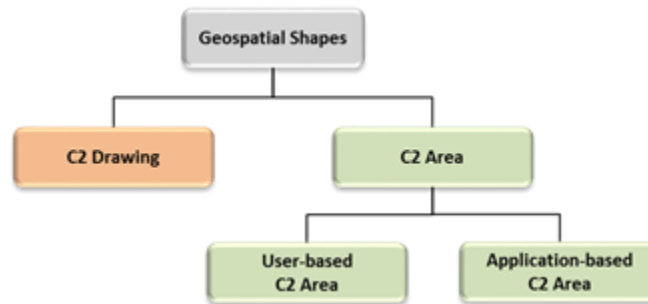 Geospatial Shapes
C2 Drawing
C2 Area
User-based
C2 Area
Application-based
C2 Area